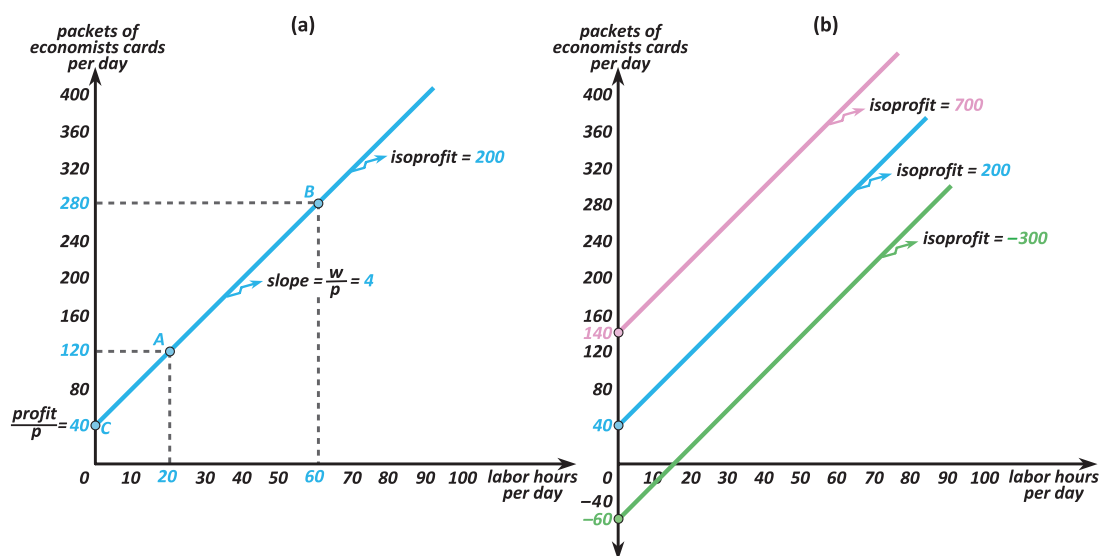 (a)
packets of
economists cards
per day
400
360
320
280
240
200
160
120
80
profit
p
= 40
C
A
B
isoprofit = 200
slope = w/p = 4
0 10 20 30 40 50 60 70 80 90 100
labor hours
per day
(b)
packets of
economists cards
per day
400
360
320
280
240
200
160
140
120
80
40
0
−40
−60
isoprofit = 700
isoprofit = 200
isoprofit = −300
0 10 20 30 40 50 60 70 80 90 100
labor hours
per day